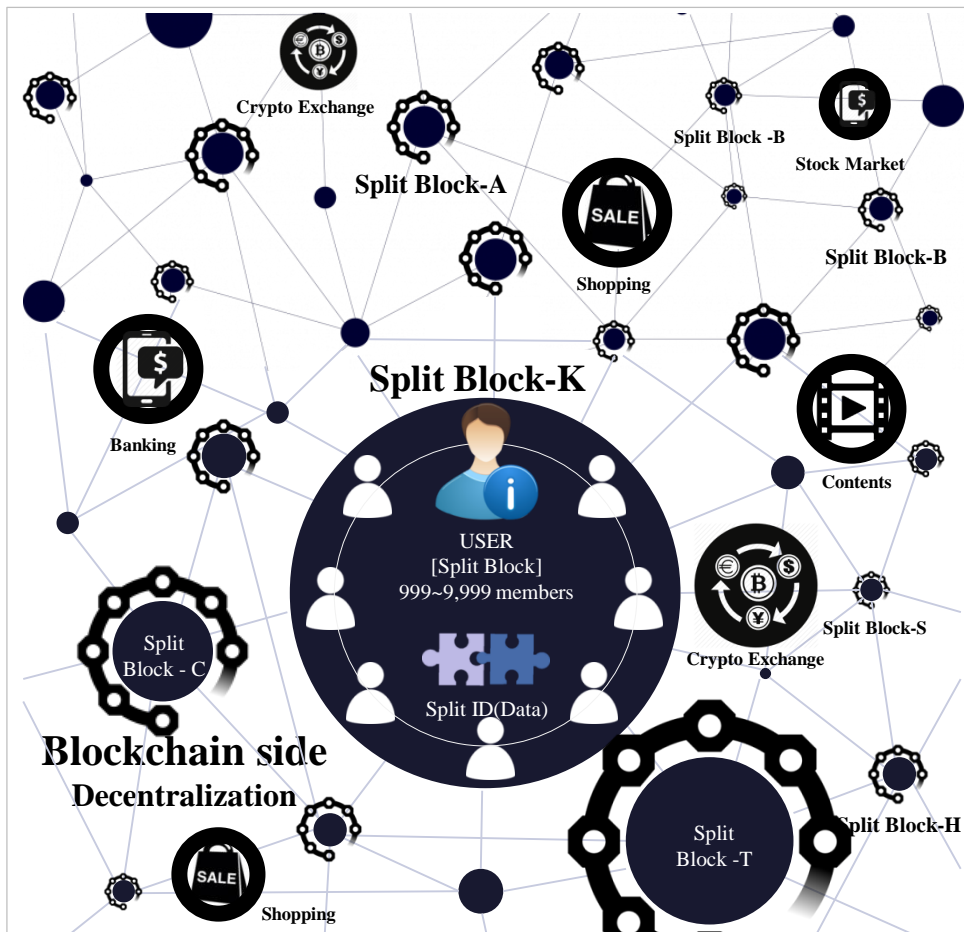 Crypto Exchange
Split Block -B
Stock Market
Split Block-A
SALE
Shopping
Split Block-B
$
Split Block-K
Banking
Contents
i
USER
[Split Block]
999~9,999 members
€
$
B
¥
Split Block-S
Crypto Exchange
Split
Block - C
Split ID(Data)
Blockchain side
Decentralization
Split
Block -T
Split Block-H
SALE
Shopping